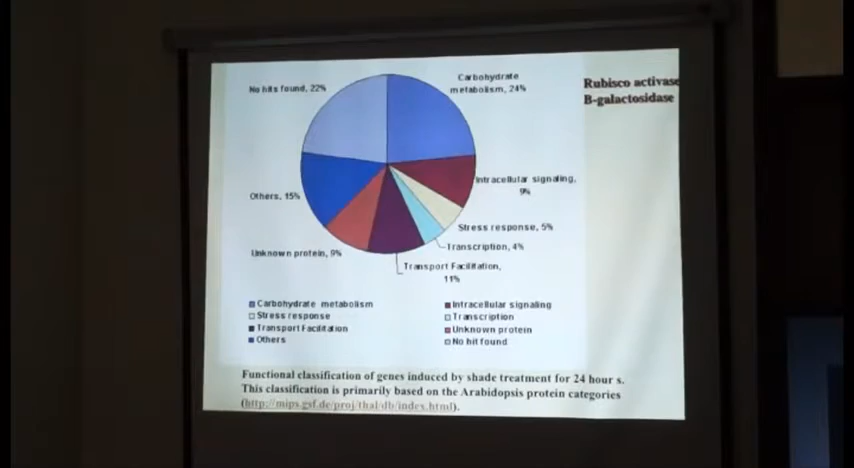 No hits found, 22%
Carbohydrate
metabolism, 24%
Rubisco activase
B-galactosidase
Intracellular signaling,
9%
Others, 15%
Stress response, 5%
Transcription, 4%
Unknown protein, 9%
Transport Facilitation,
11%
Carbohydrate metabolism
Intracellular signaling
Stress response
Transcription
Transport Facilitation
Unknown protein
Others
No hit found
Functional classification of genes induced by shade treatment for 24 hour s.
This classification is primarily based on the Arabidopsis protein categories
(http://mips.gsf.de/proj/thal/db/index.html).